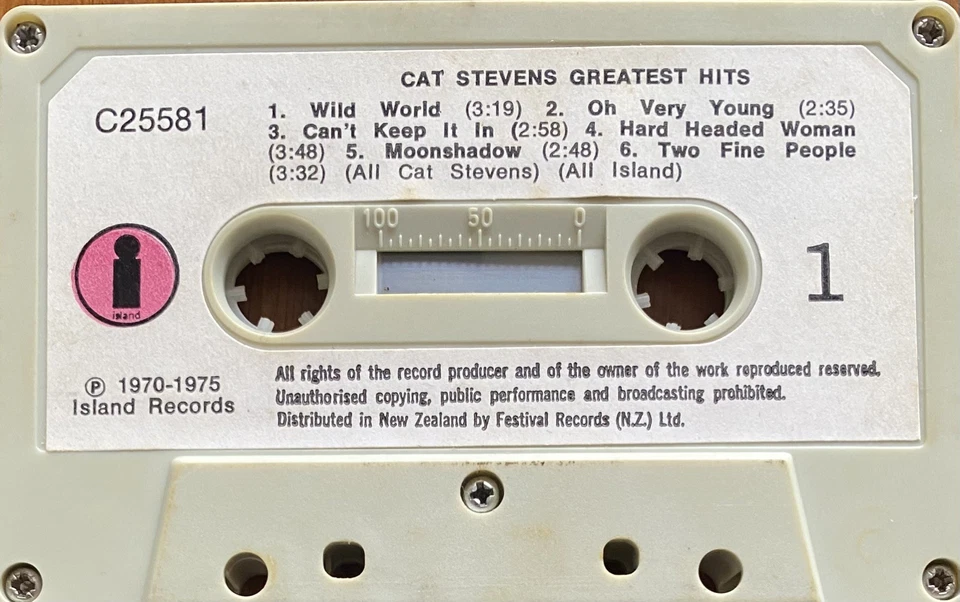 CAT STEVENS GREATEST HITS
C25581
1. Wild World (3:19) 2. Oh Very Young (2:35)
3. Can't Keep It In (2:58) 4. Hard Headed Woman
(3:48) 5. Moonshadow (2:48) 6. Two Fine People
(3:32) (All Cat Stevens) (All Island)
100 50 0
i
island
1
℗ 1970-1975
Island Records
All rights of the record producer and of the owner of the work reproduced reserved.
Unauthorised copying, public performance and broadcasting prohibited.
Distributed in New Zealand by Festival Records (N.Z.) Ltd.